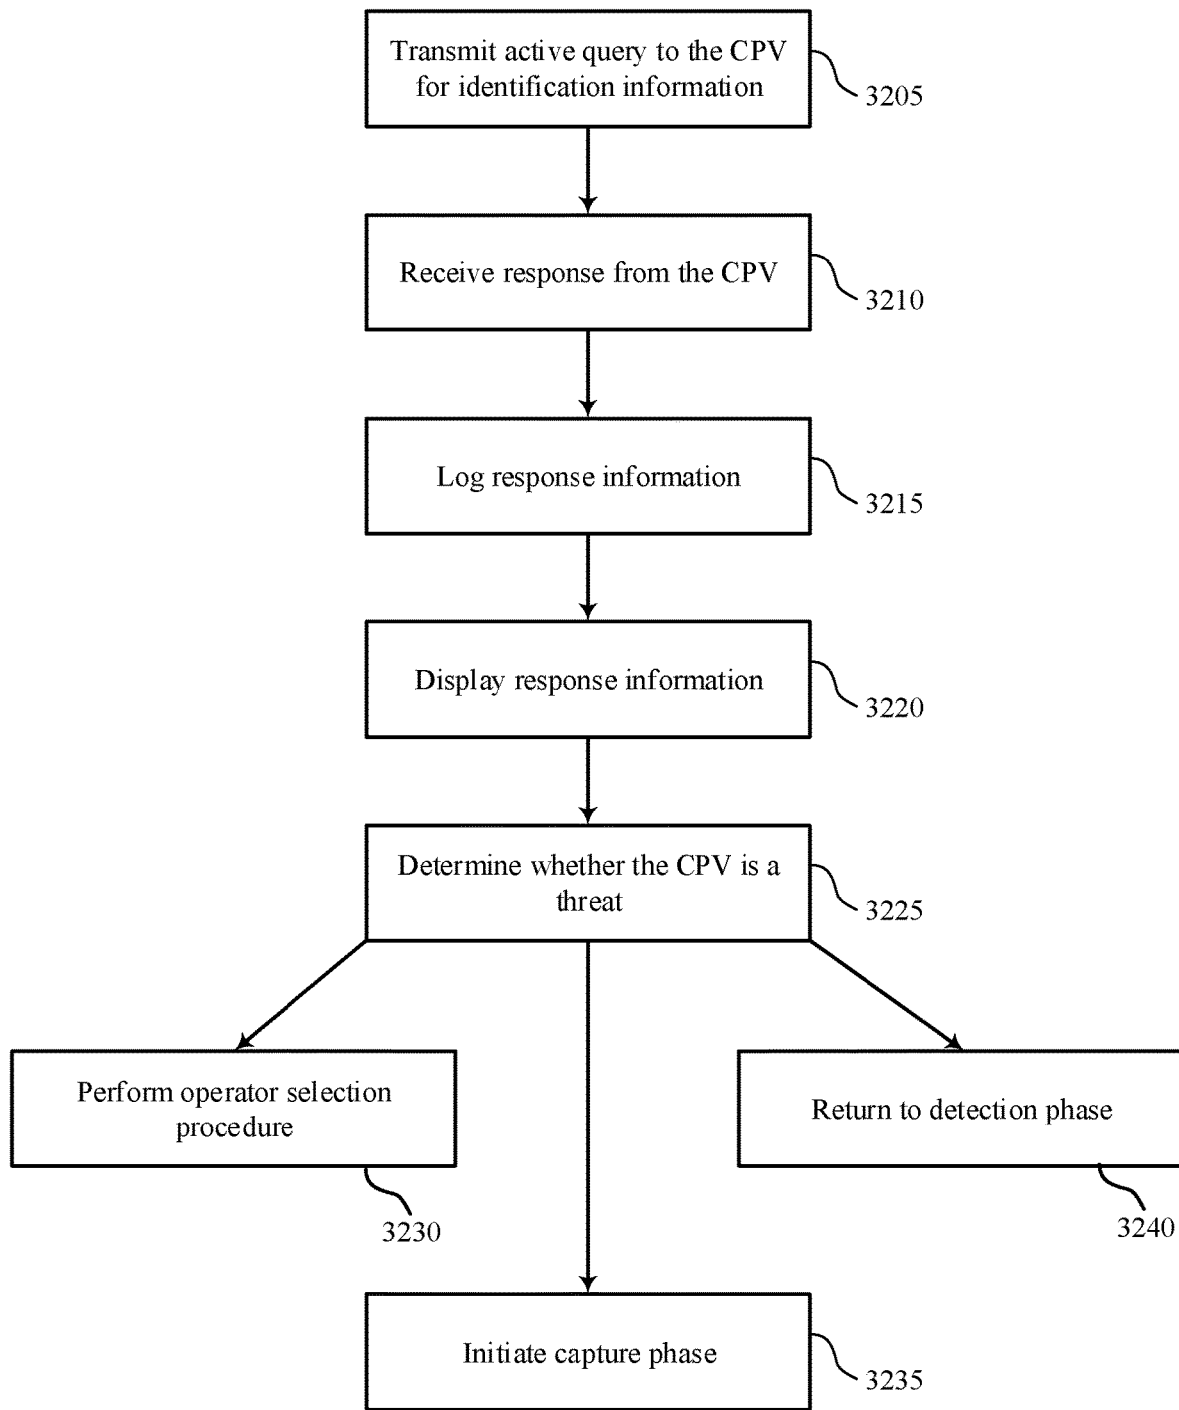 Transmit active query to the CPV
for identification information
3205
Receive response from the CPV
3210
Log response information
3215
Display response information
3220
Determine whether the CPV is a
threat
3225
Perform operator selection
procedure
3230
Return to detection phase
3240
Initiate capture phase
3235